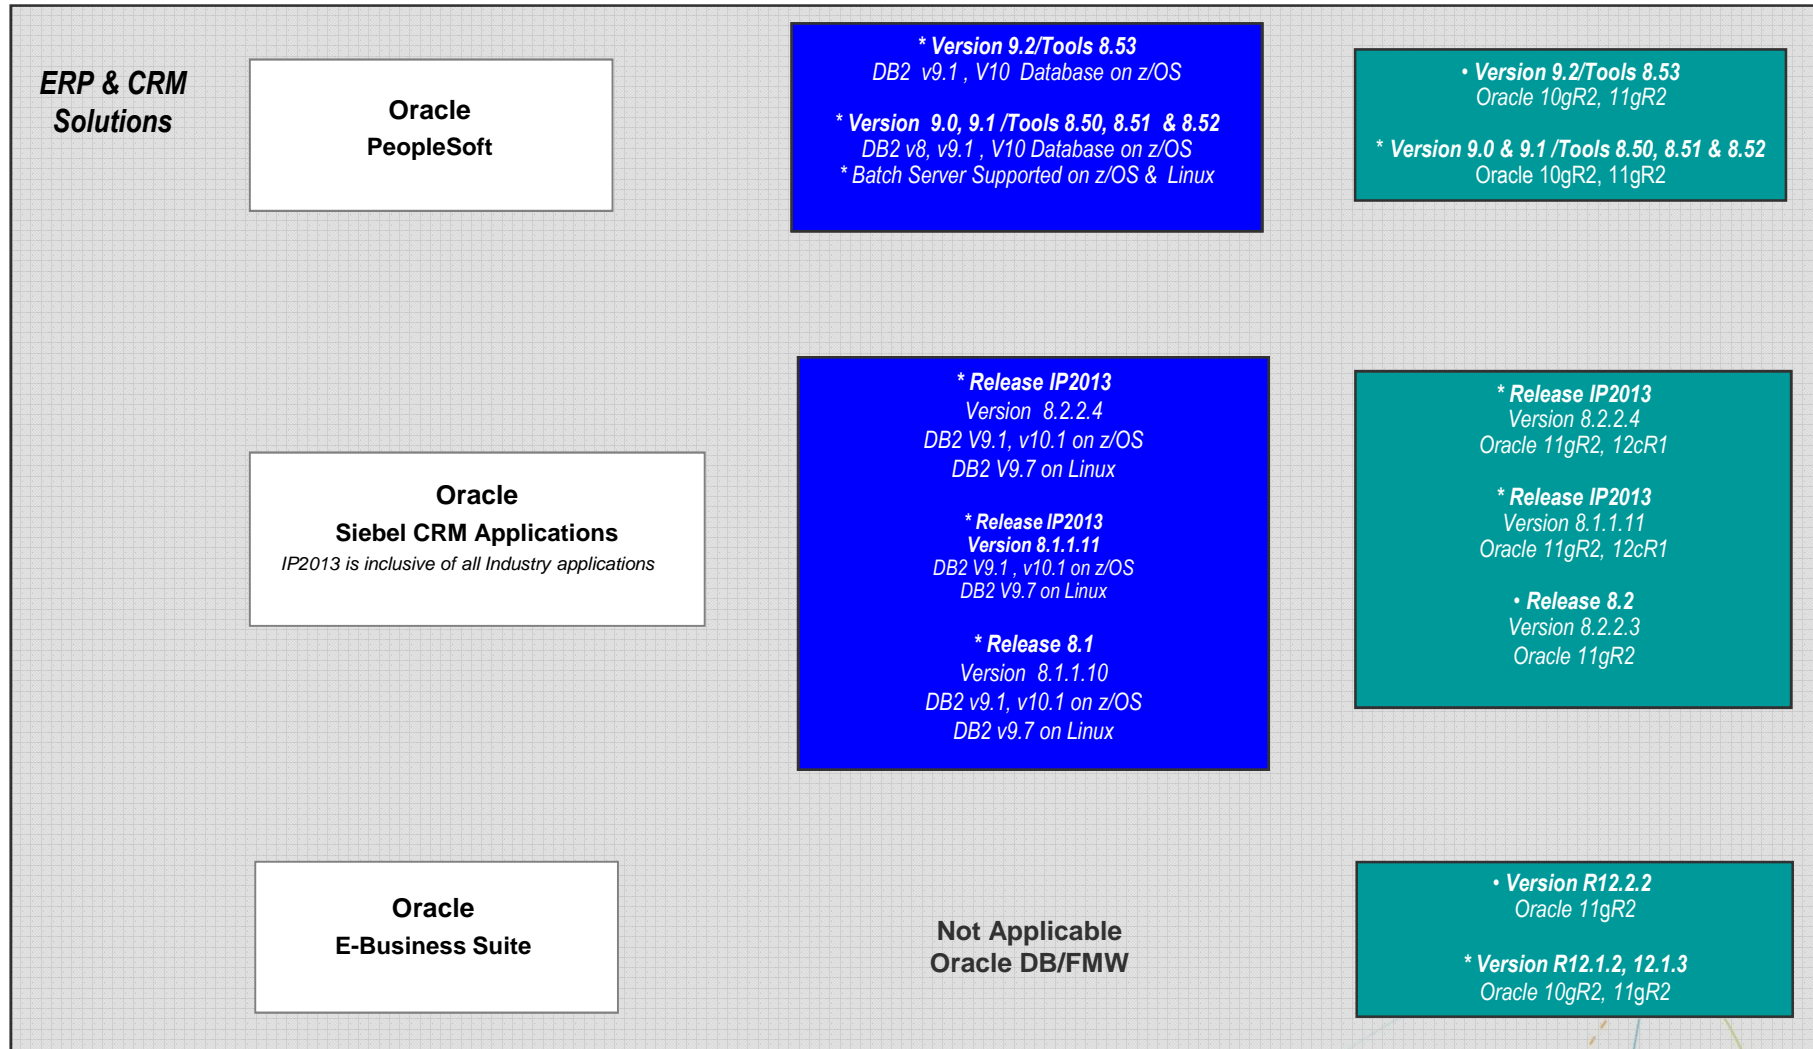 ERP & CRM
Solutions
Oracle
PeopleSoft
* Version 9.2/Tools 8.53
DB2 v9.1 , V10 Database on z/OS
* Version 9.0, 9.1 /Tools 8.50, 8.51 & 8.52
DB2 v8, v9.1 , V10 Database on z/OS
* Batch Server Supported on z/OS & Linux
• Version 9.2/Tools 8.53
Oracle 10gR2, 11gR2
* Version 9.0 & 9.1 /Tools 8.50, 8.51 & 8.52
Oracle 10gR2, 11gR2
Oracle
Siebel CRM Applications
IP2013 is inclusive of all Industry applications
* Release IP2013
Version 8.2.2.4
DB2 V9.1, v10.1 on z/OS
DB2 V9.7 on Linux
* Release IP2013
Version 8.1.1.11
DB2 V9.1 , v10.1 on z/OS
DB2 V9.7 on Linux
* Release 8.1
Version 8.1.1.10
DB2 v9.1, v10.1 on z/OS
DB2 v9.7 on Linux
* Release IP2013
Version 8.2.2.4
Oracle 11gR2, 12cR1
* Release IP2013
Version 8.1.1.11
Oracle 11gR2, 12cR1
• Release 8.2
Version 8.2.2.3
Oracle 11gR2
Oracle
E-Business Suite
Not Applicable
Oracle DB/FMW
• Version R12.2.2
Oracle 11gR2
* Version R12.1.2, 12.1.3
Oracle 10gR2, 11gR2